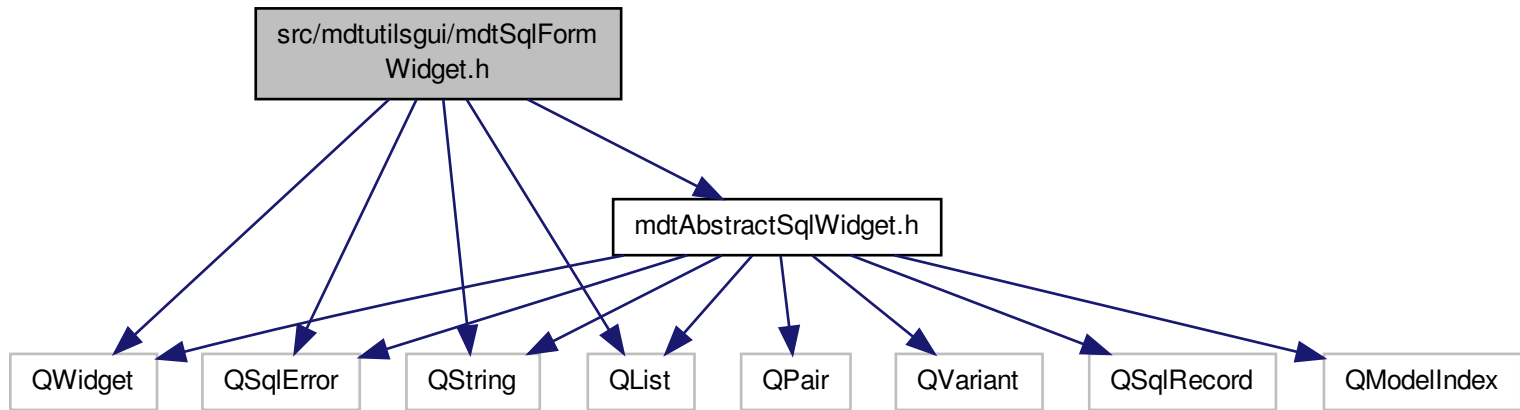 src/mdtutilsgui/mdtSqlForm
Widget.h
mdtAbstractSqlWidget.h
QWidget
QSqlError
QString
QList
QPair
QVariant
QSqlRecord
QModelIndex